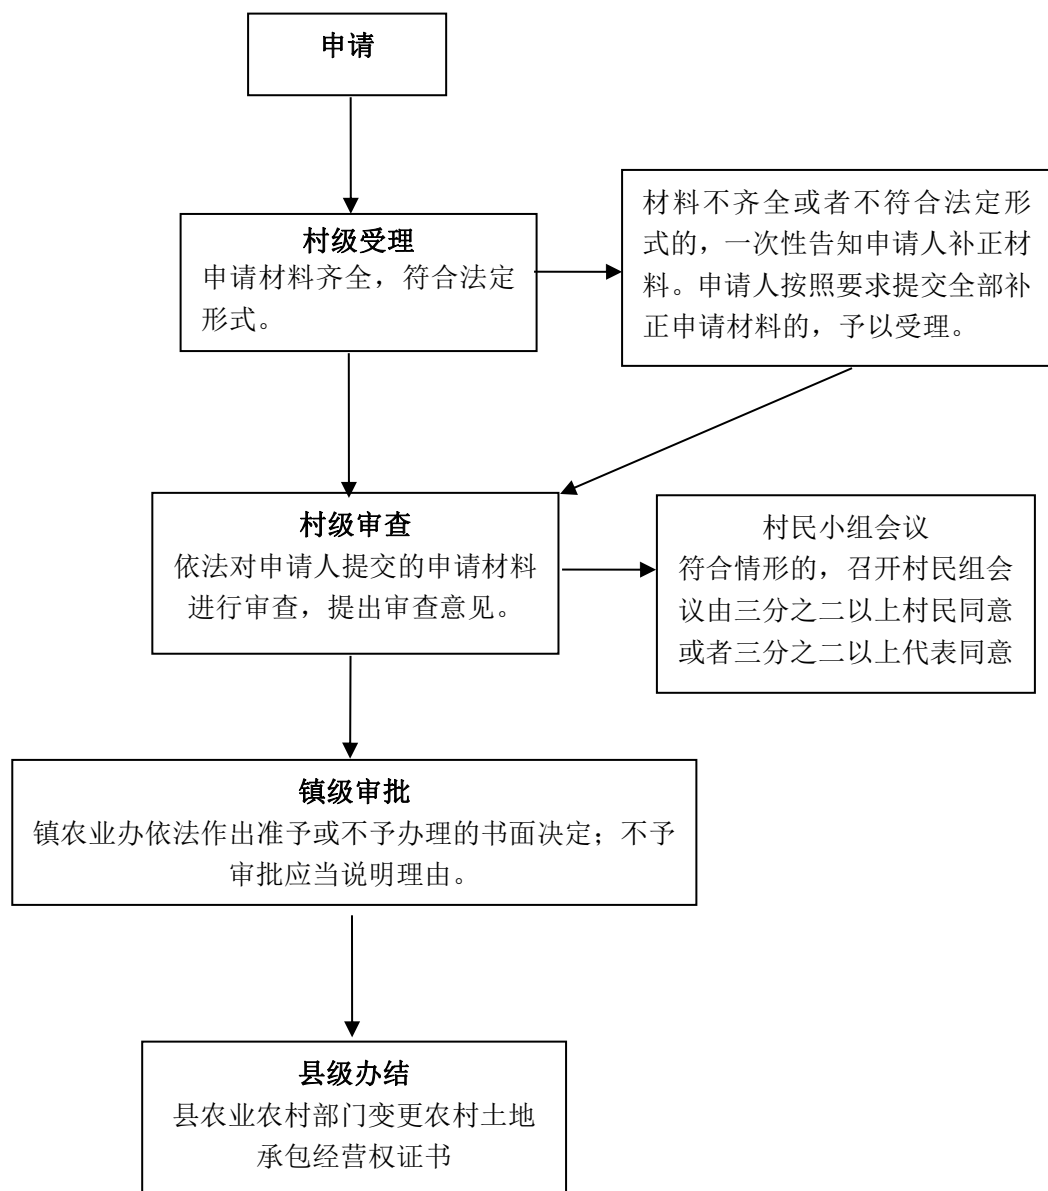 申请
村级受理
申请材料齐全，符合法定
形式。
材料不齐全或者不符合法定形
式的，一次性告知申请人补正材
料。申请人按照要求提交全部补
正申请材料的，予以受理。
村级审查
依法对申请人提交的申请材料
进行审查，提出审查意见。
村民小组会议
符合情形的，召开村民组会
议由三分之二以上村民同意
或者三分之二以上代表同意
镇级审批
镇农业办依法作出准予或不予办理的书面决定；不予
审批应当说明理由。
县级办结
县农业农村部门变更农村土地
承包经营权证书